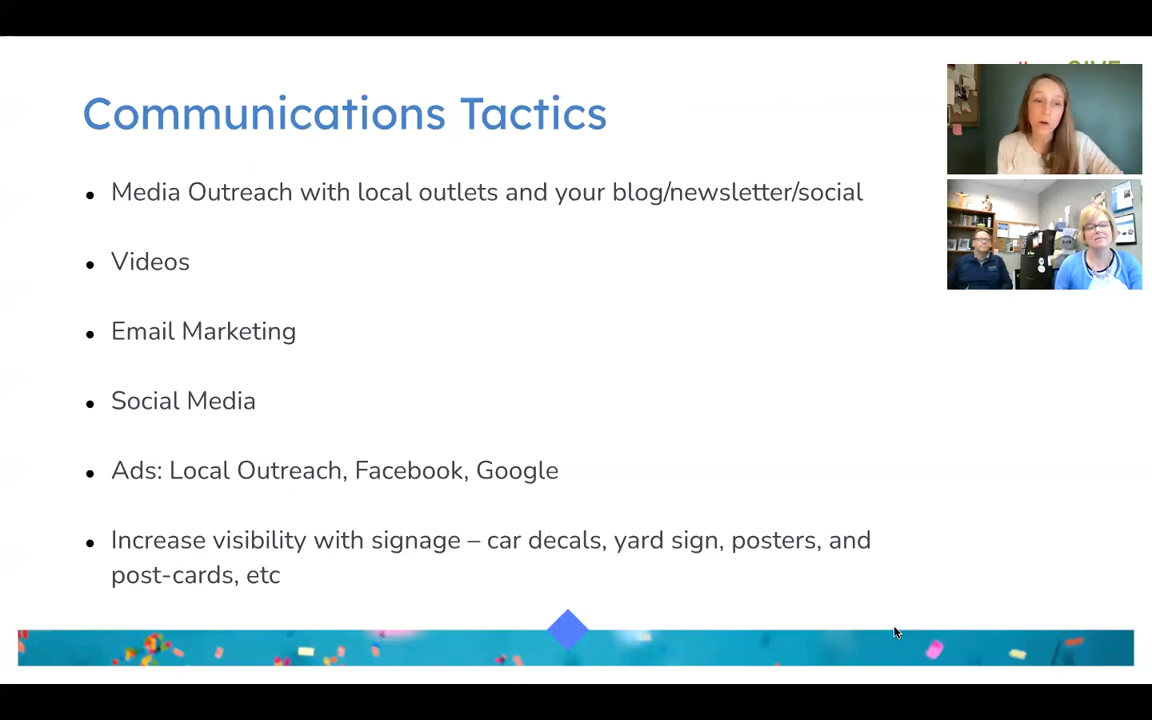 Communications Tactics
• Media Outreach with local outlets and your blog/newsletter/social
• Videos
• Email Marketing
• Social Media
• Ads: Local Outreach, Facebook, Google
• Increase visibility with signage – car decals, yard sign, posters, and
post-cards, etc